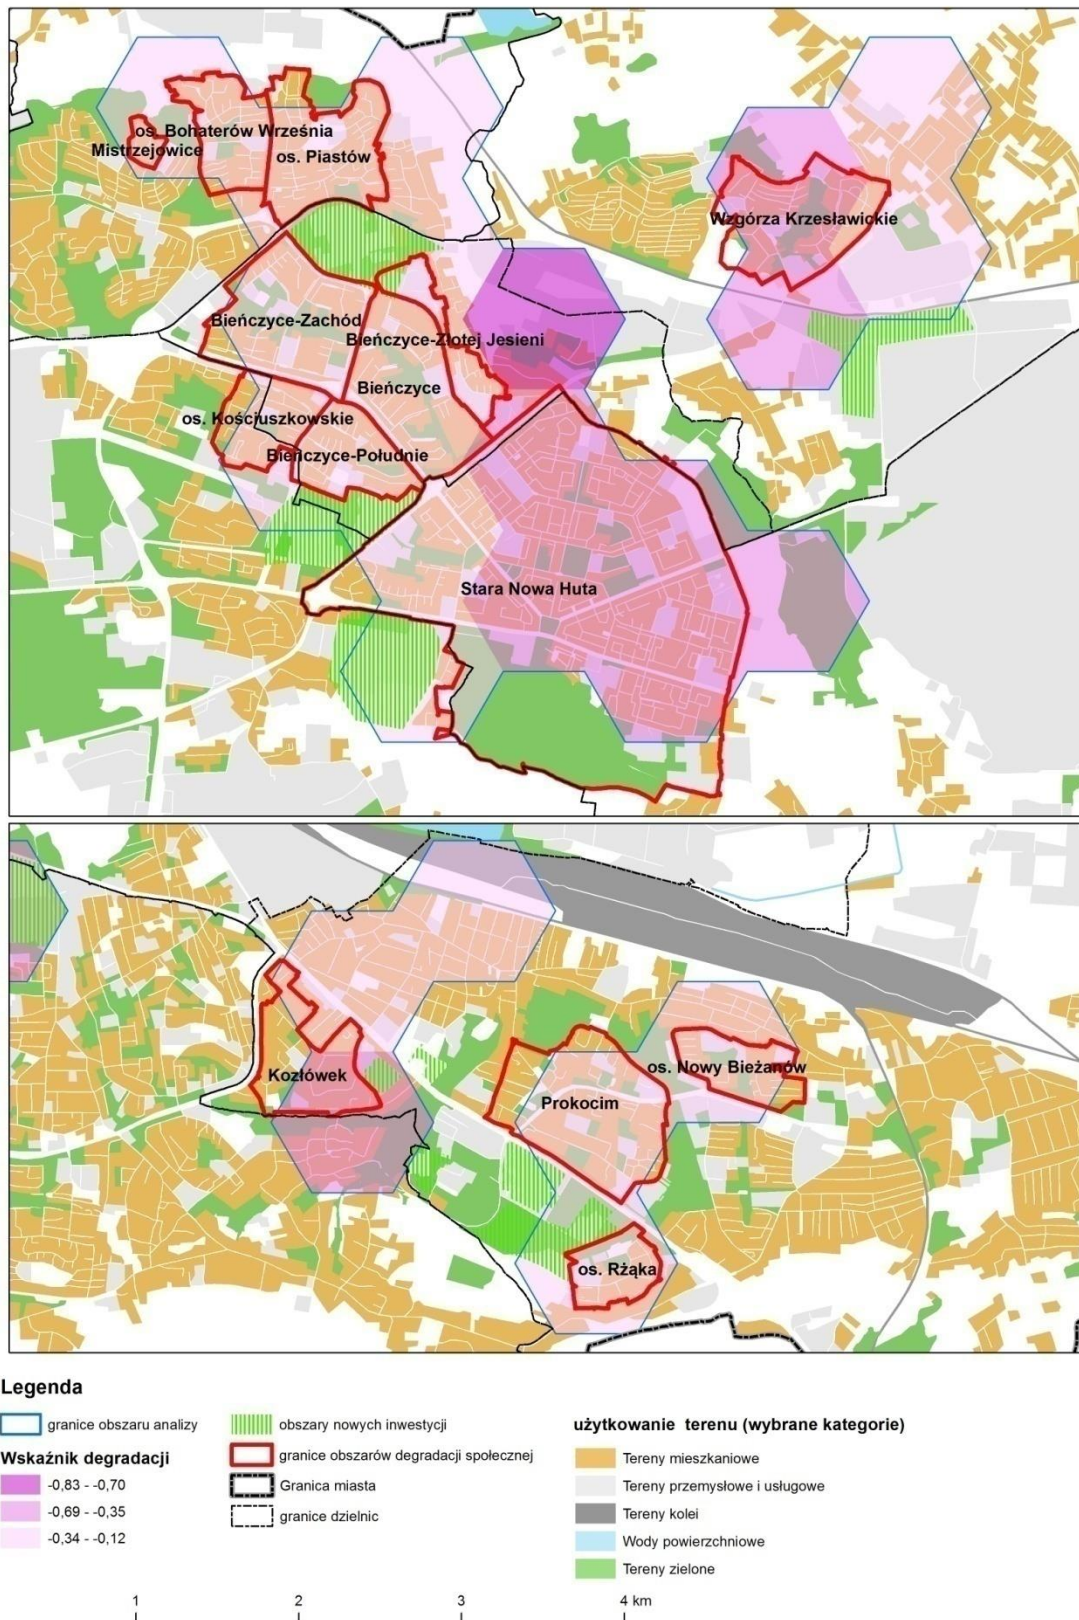 os. Bohaterów Września
Mistrzejowice
os. Piastów
Wzgórza Krzesławickie
Bieńczyce-Zachód
Bieńczyce-Złotej Jesieni
Bieńczyce
os. Kościuszkowskie
Bieńczyce-Południe
Stara Nowa Huta
Kozłówek
os. Nowy Bieżanów
Prokocim
os. Rżąka
Legenda
granice obszaru analizy
Wskaźnik degradacji
-0,83 - -0,70
-0,69 - -0,35
-0,34 - -0,12
obszary nowych inwestycji
granice obszarów degradacji społecznej
Granica miasta
granice dzielnic
użytkowanie terenu (wybrane kategorie)
Tereny mieszkaniowe
Tereny przemysłowe i usługowe
Tereny kolei
Wody powierzchniowe
Tereny zielone
1 2 3 4 km